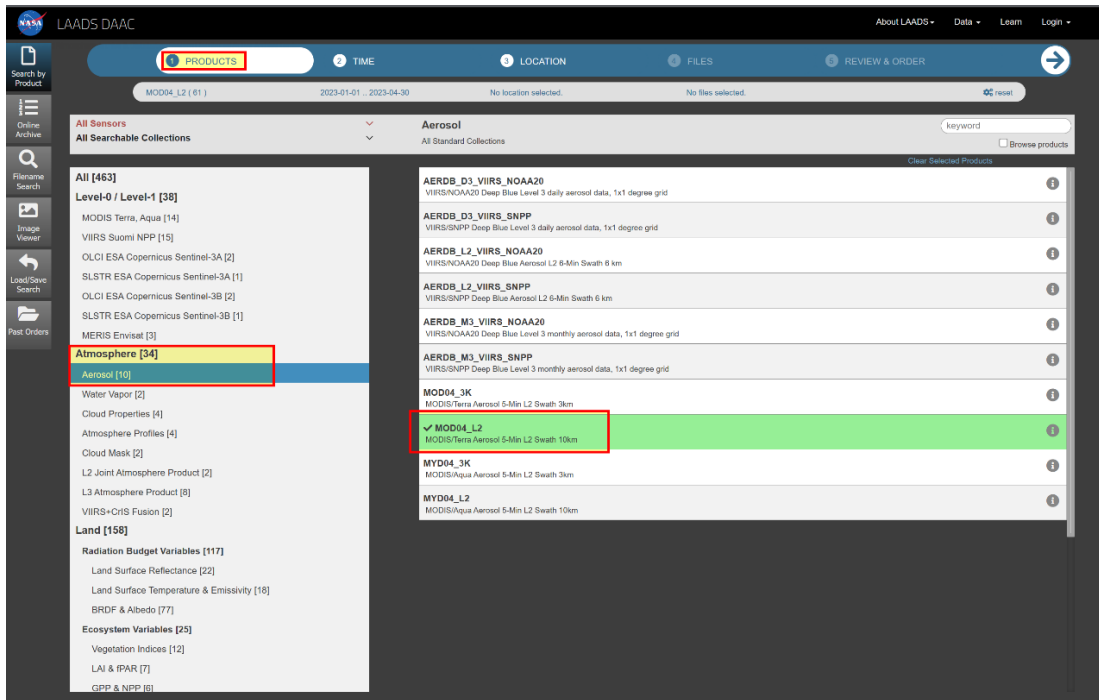 NASA
LAADS DAAC
About LAADS
Data
Learn
Login
Search by
Product
Online
Archive
Filename
Search
Image
Viewer
Load/Save
Search
Past Orders
1 PRODUCTS
2 TIME
3 LOCATION
4 FILES
5 REVIEW & ORDER
MOD04_L2 ( 61 )
2023-01-01 .. 2023-04-30
No location selected.
No files selected.
reset
All Sensors
All Searchable Collections
Aerosol
All Standard Collections
keyword
Browse products
Clear Selected Products
All [463]
Level-0 / Level-1 [38]
MODIS Terra, Aqua [14]
VIIRS Suomi NPP [15]
OLCI ESA Copernicus Sentinel-3A [2]
SLSTR ESA Copernicus Sentinel-3A [1]
OLCI ESA Copernicus Sentinel-3B [2]
SLSTR ESA Copernicus Sentinel-3B [1]
MERIS Envisat [3]
Atmosphere [34]
Aerosol [10]
Water Vapor [2]
Cloud Properties [4]
Atmosphere Profiles [4]
Cloud Mask [2]
L2 Joint Atmosphere Product [2]
L3 Atmosphere Product [8]
VIIRS+CrIS Fusion [2]
Land [158]
Radiation Budget Variables [117]
Land Surface Reflectance [22]
Land Surface Temperature & Emissivity [18]
BRDF & Albedo [77]
Ecosystem Variables [25]
Vegetation Indices [12]
LAI & fPAR [7]
GPP & NPP [6]
AERDB_D3_VIIRS_NOAA20
VIIRS/NOAA20 Deep Blue Level 3 daily aerosol data, 1x1 degree grid
AERDB_D3_VIIRS_SNPP
VIIRS/SNPP Deep Blue Level 3 daily aerosol data, 1x1 degree grid
AERDB_L2_VIIRS_NOAA20
VIIRS/NOAA20 Deep Blue Aerosol L2 6-Min Swath 6 km
AERDB_L2_VIIRS_SNPP
VIIRS/SNPP Deep Blue Aerosol L2 6-Min Swath 6 km
AERDB_M3_VIIRS_NOAA20
VIIRS/NOAA20 Deep Blue Level 3 monthly aerosol data, 1x1 degree grid
AERDB_M3_VIIRS_SNPP
VIIRS/SNPP Deep Blue Level 3 monthly aerosol data, 1x1 degree grid
MOD04_3K
MODIS/Terra Aerosol 5-Min L2 Swath 3km
MOD04_L2
MODIS/Terra Aerosol 5-Min L2 Swath 10km
MYD04_3K
MODIS/Aqua Aerosol 5-Min L2 Swath 3km
MYD04_L2
MODIS/Aqua Aerosol 5-Min L2 Swath 10km